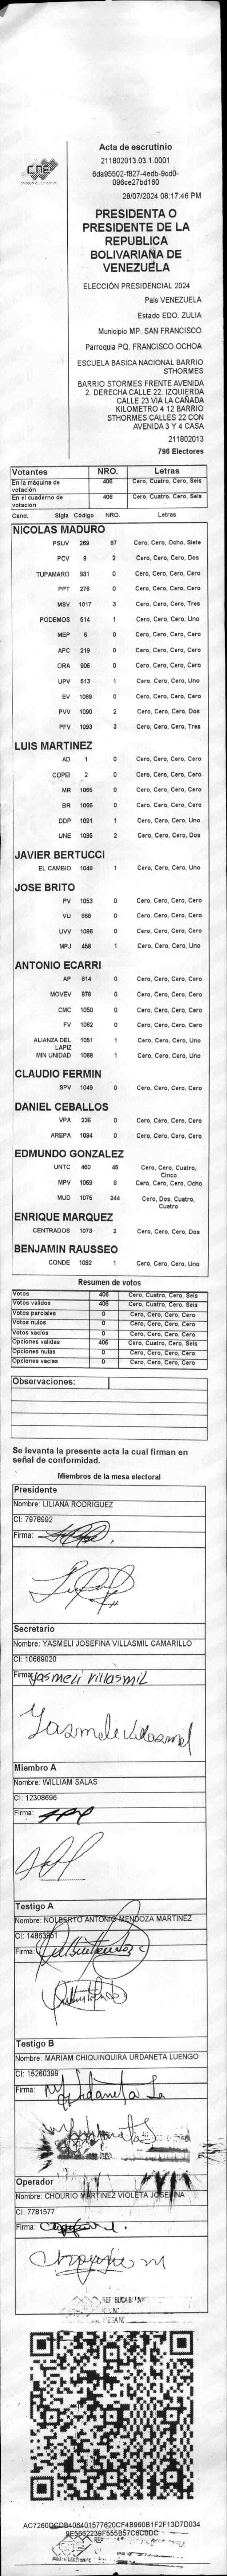 CNE
Acta de escrutinio
211802013.03.1.0001
6da95502-f827-4edb-9cd0-
096ce27bd160
28/07/2024 08:17:46 PM
PRESIDENTA O
PRESIDENTE DE LA
REPUBLICA
BOLIVARIANA DE
VENEZUELA
ELECCIÓN PRESIDENCIAL 2024
Pais VENEZUELA
Estado EDO. ZULIA
Municipio MP. SAN FRANCISCO
Parroquia PQ. FRANCISCO OCHOA
ESCUELA BASICA NACIONAL BARRIO
STHORMES
BARRIO STORMES FRENTE AVENIDA
2. DERECHA CALLE 22. IZQUIERDA
CALLE 23 VIA LA CAÑADA
KILOMETRO 4 12 BARRIO
STHORMES CALLES 22 CON
AVENIDA 3 Y 4 CASA
211802013
796 Electores
Votantes NRO. Letras
En la máquina de votación 406 Cero, Cuatro, Cero, Seis
En el cuaderno de votación 406 Cero, Cuatro, Cero, Seis
Cand. Sigla Código NRO. Letras
NICOLAS MADURO
PSUV 269 87 Cero, Cero, Ocho, Siete
PCV 9 2 Cero, Cero, Cero, Dos
TUPAMARO 931 0 Cero, Cero, Cero, Cero
PPT 276 0 Cero, Cero, Cero, Cero
MSV 1017 3 Cero, Cero, Cero, Tres
PODEMOS 514 1 Cero, Cero, Cero, Uno
MEP 6 0 Cero, Cero, Cero, Cero
APC 219 0 Cero, Cero, Cero, Cero
ORA 906 0 Cero, Cero, Cero, Cero
UPV 513 1 Cero, Cero, Cero, Uno
EV 1089 0 Cero, Cero, Cero, Cero
PVV 1090 2 Cero, Cero, Cero, Dos
PFV 1093 3 Cero, Cero, Cero, Tres
LUIS MARTINEZ
AD 1 0 Cero, Cero, Cero, Cero
COPEI 2 0 Cero, Cero, Cero, Cero
MR 1065 0 Cero, Cero, Cero, Cero
BR 1066 0 Cero, Cero, Cero, Cero
DDP 1091 1 Cero, Cero, Cero, Uno
UNE 1095 2 Cero, Cero, Cero, Dos
JAVIER BERTUCCI
EL CAMBIO 1048 1 Cero, Cero, Cero, Uno
JOSE BRITO
PV 1053 0 Cero, Cero, Cero, Cero
VU 868 0 Cero, Cero, Cero, Cero
UVV 1096 0 Cero, Cero, Cero, Cero
MPJ 458 1 Cero, Cero, Cero, Uno
ANTONIO ECARRI
AP 814 0 Cero, Cero, Cero, Cero
MOVEV 878 0 Cero, Cero, Cero, Cero
CMC 1050 0 Cero, Cero, Cero, Cero
FV 1062 0 Cero, Cero, Cero, Cero
ALIANZA DEL LAPIZ 1051 1 Cero, Cero, Cero, Uno
MIN UNIDAD 1068 1 Cero, Cero, Cero, Uno
CLAUDIO FERMIN
SPV 1049 0 Cero, Cero, Cero, Cero
DANIEL CEBALLOS
VPA 236 0 Cero, Cero, Cero, Cero
AREPA 1094 0 Cero, Cero, Cero, Cero
EDMUNDO GONZALEZ
UNTC 460 45 Cero, Cero, Cuatro, Cinco
MPV 1069 8 Cero, Cero, Cero, Ocho
MUD 1075 244 Cero, Dos, Cuatro, Cuatro
ENRIQUE MARQUEZ
CENTRADOS 1073 2 Cero, Cero, Cero, Dos
BENJAMIN RAUSSEO
CONDE 1092 1 Cero, Cero, Cero, Uno
Resumen de votos
Votos 406 Cero, Cuatro, Cero, Seis
Votos validos 406 Cero, Cuatro, Cero, Seis
Votos parciales 0 Cero, Cero, Cero, Cero
Votos nulos 0 Cero, Cero, Cero, Cero
Votos vacios 0 Cero, Cero, Cero, Cero
Opciones validas 406 Cero, Cuatro, Cero, Seis
Opciones nulas 0 Cero, Cero, Cero, Cero
Opciones vacias 0 Cero, Cero, Cero, Cero
Observaciones:
Se levanta la presente acta la cual firman en
señal de conformidad.
Miembros de la mesa electoral
Presidente
Nombre: LILIANA RODRIGUEZ
CI: 7978992
Firma:
Secretario
Nombre: YASMELI JOSEFINA VILLASMIL CAMARILLO
CI: 10689020
Firma: Yasmeli Villasmil
Yasmeli Villasmil
Miembro A
Nombre: WILLIAM SALAS
CI: 12308696
Firma:
Testigo A
Nombre: NOLBERTO ANTONIO MENDOZA MARTINEZ
CI: 14863951
Firma:
Testigo B
Nombre: MARIAM CHIQUINQUIRA URDANETA LUENGO
CI: 15260399
Firma:
Operador
Nombre: CHOURIO MARTINEZ VIOLETA JOSEFINA
CI: 7781577
Firma:
AC7260DCDB406401577620CF4B960B1F2F13D7D034
9E5662239F555B57C6C0DC